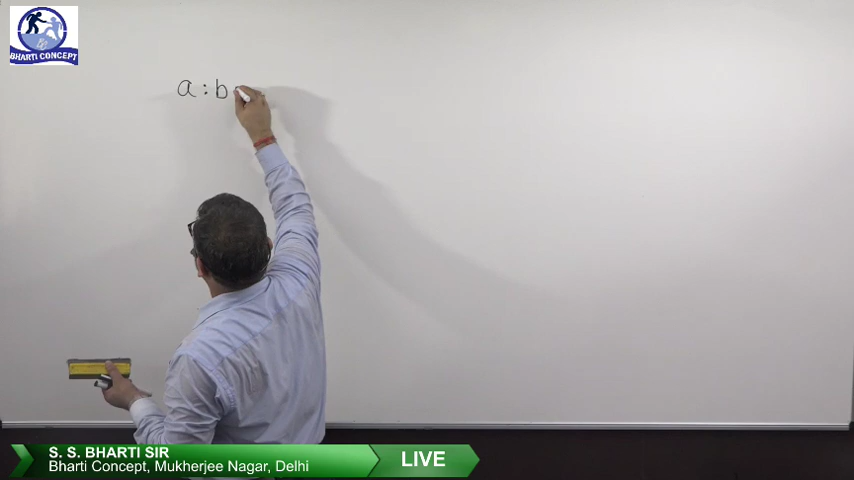 BHARTI CONCEPT
a : b
S. S. BHARTI SIR
Bharti Concept, Mukherjee Nagar, Delhi
LIVE